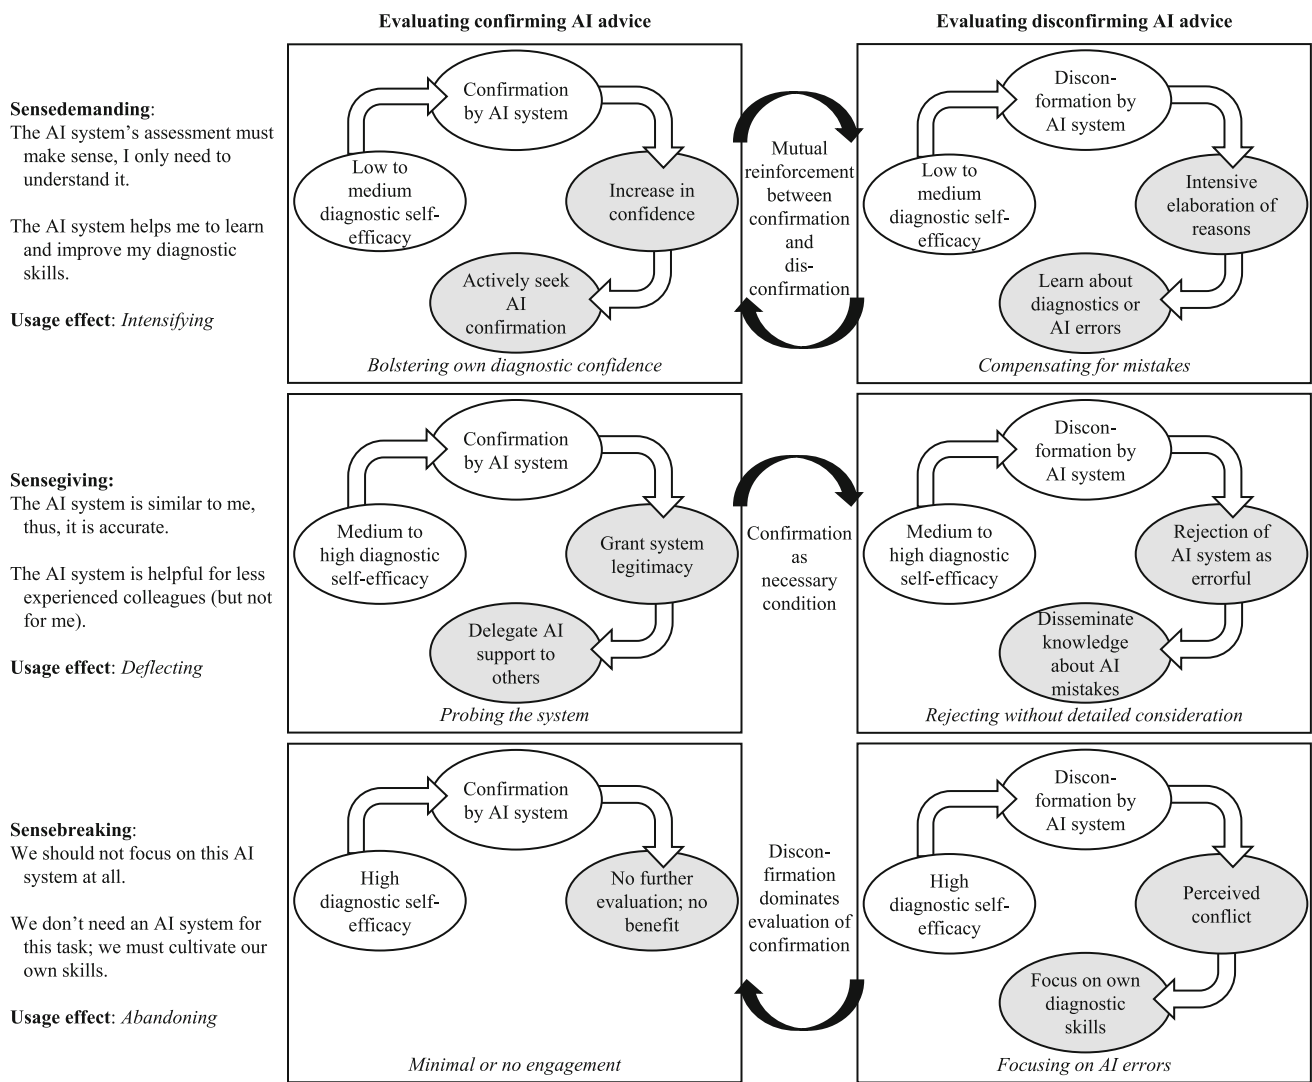 Evaluating confirming AI advice
Evaluating disconfirming AI advice
Sensedemanding:
The AI system's assessment must
make sense, I only need to
understand it.
The AI system helps me to learn
and improve my diagnostic
skills.
Usage effect: Intensifying
Confirmation
by AI system
Low to
medium
diagnostic self-
efficacy
Increase in
confidence
Actively seek
AI
confirmation
Bolstering own diagnostic confidence
Mutual
reinforcement
between
confirmation
and
dis-
confirmation
Discon-
formation by
AI system
Low to
medium
diagnostic self-
efficacy
Intensive
elaboration of
reasons
Learn about
diagnostics or
AI errors
Compensating for mistakes
Sensegiving:
The AI system is similar to me,
thus, it is accurate.
The AI system is helpful for less
experienced colleagues (but not
for me).
Usage effect: Deflecting
Confirmation
by AI system
Medium to
high diagnostic
self-efficacy
Grant system
legitimacy
Delegate AI
support to
others
Probing the system
Confirmation
as
necessary
condition
Discon-
formation by
AI system
Medium to
high diagnostic
self-efficacy
Rejection of
AI system as
errorful
Disseminate
knowledge
about AI
mistakes
Rejecting without detailed consideration
Sensebreaking:
We should not focus on this AI
system at all.
We don't need an AI system for
this task; we must cultivate our
own skills.
Usage effect: Abandoning
Confirmation
by AI system
High
diagnostic self-
efficacy
No further
evaluation; no
benefit
Minimal or no engagement
Discon-
firmation
dominates
evaluation of
confirmation
Discon-
formation by
AI system
High
diagnostic self-
efficacy
Perceived
conflict
Focus on own
diagnostic
skills
Focusing on AI errors